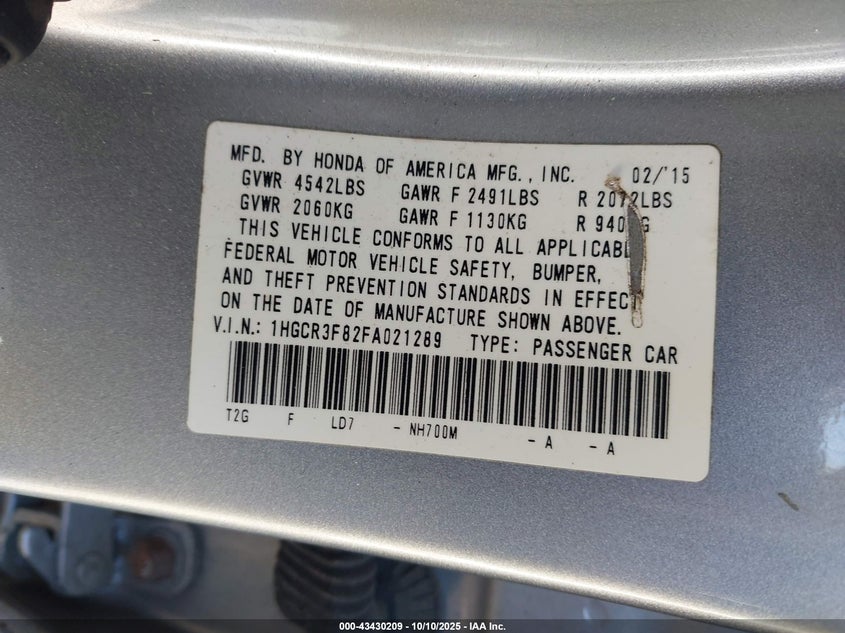 MFD. BY HONDA OF AMERICA MFG., INC. 02/'15
GVWR 4542LBS GAWR F 2491LBS R 2072LBS
GVWR 2060KG GAWR F 1130KG R 940KG
THIS VEHICLE CONFORMS TO ALL APPLICABLE
FEDERAL MOTOR VEHICLE SAFETY, BUMPER,
AND THEFT PREVENTION STANDARDS IN EFFECT
ON THE DATE OF MANUFACTURE SHOWN ABOVE.
V.I.N.: 1HGCR3F82FA021289 TYPE: PASSENGER CAR
T2G F LD7 - NH700M - A - A
000-43430209 - 10/10/2025 - IAA Inc.